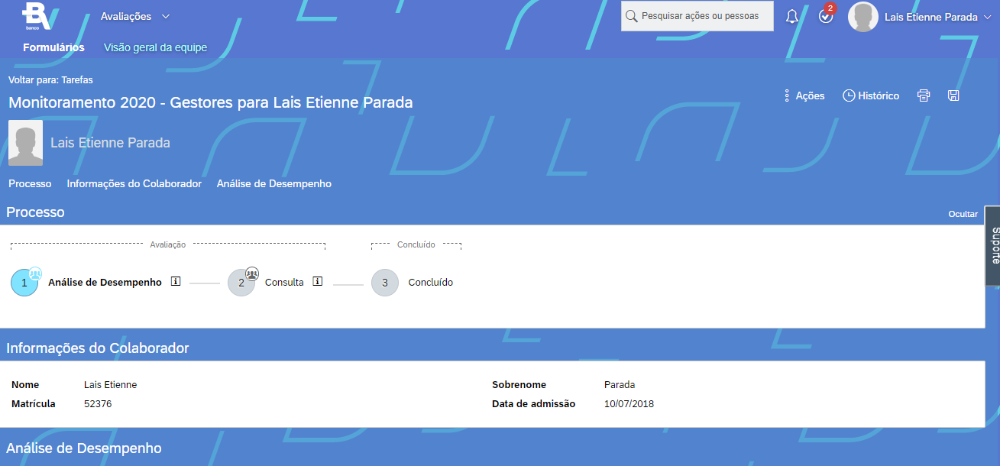 BV
banco
Avaliações
Pesquisar ações ou pessoas
2
Lais Etienne Parada
Formulários
Visão geral da equipe
Voltar para: Tarefas
Monitoramento 2020 - Gestores para Lais Etienne Parada
Ações
Histórico
Lais Etienne Parada
Processo
Informações do Colaborador
Análise de Desempenho
Processo
Ocultar
Suporte
Avaliação
Concluído
1
Análise de Desempenho
2
Consulta
3
Concluído
Informações do Colaborador
Nome
Lais Etienne
Sobrenome
Parada
Matrícula
52376
Data de admissão
10/07/2018
Análise de Desempenho